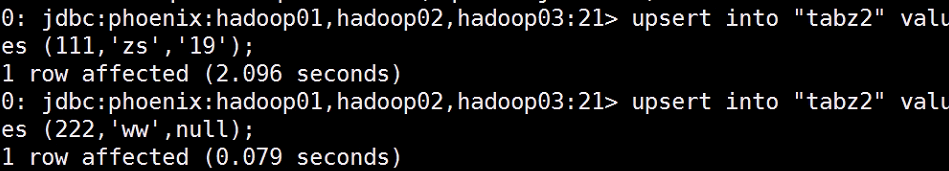 0: jdbc:phoenix:hadoop01,hadoop02,hadoop03:21> upsert into "tabz2" valu
es (111,'zs','19');
1 row affected (2.096 seconds)
0: jdbc:phoenix:hadoop01,hadoop02,hadoop03:21> upsert into "tabz2" valu
es (222,'ww',null);
1 row affected (0.079 seconds)